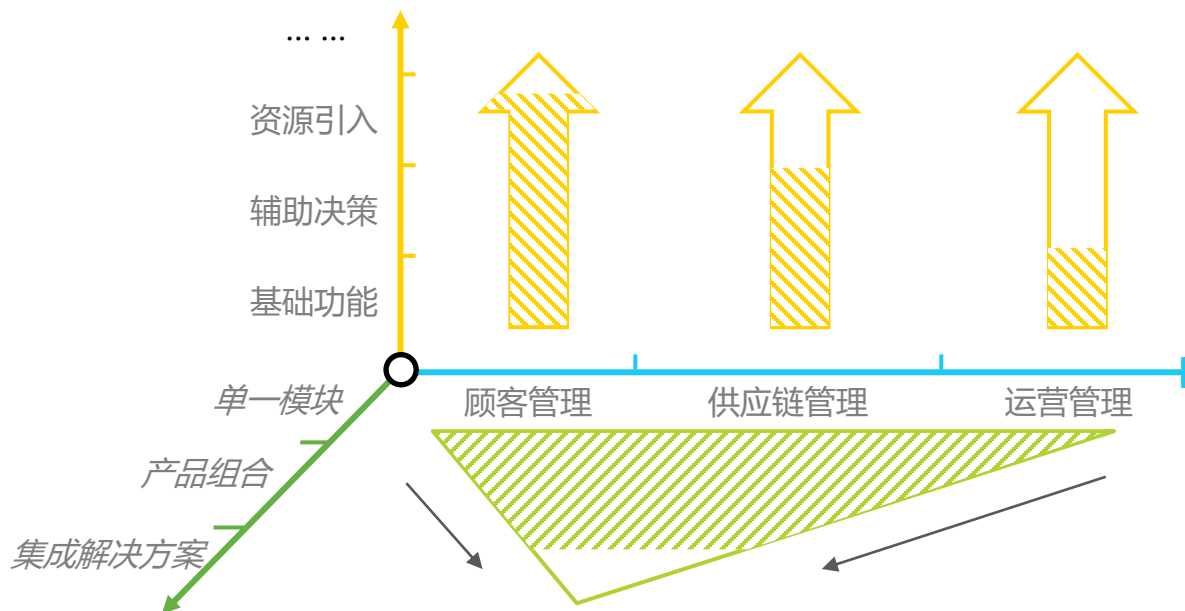 ... ...
资源引入
辅助决策
基础功能
单一模块
顾客管理
供应链管理
运营管理
产品组合
集成解决方案